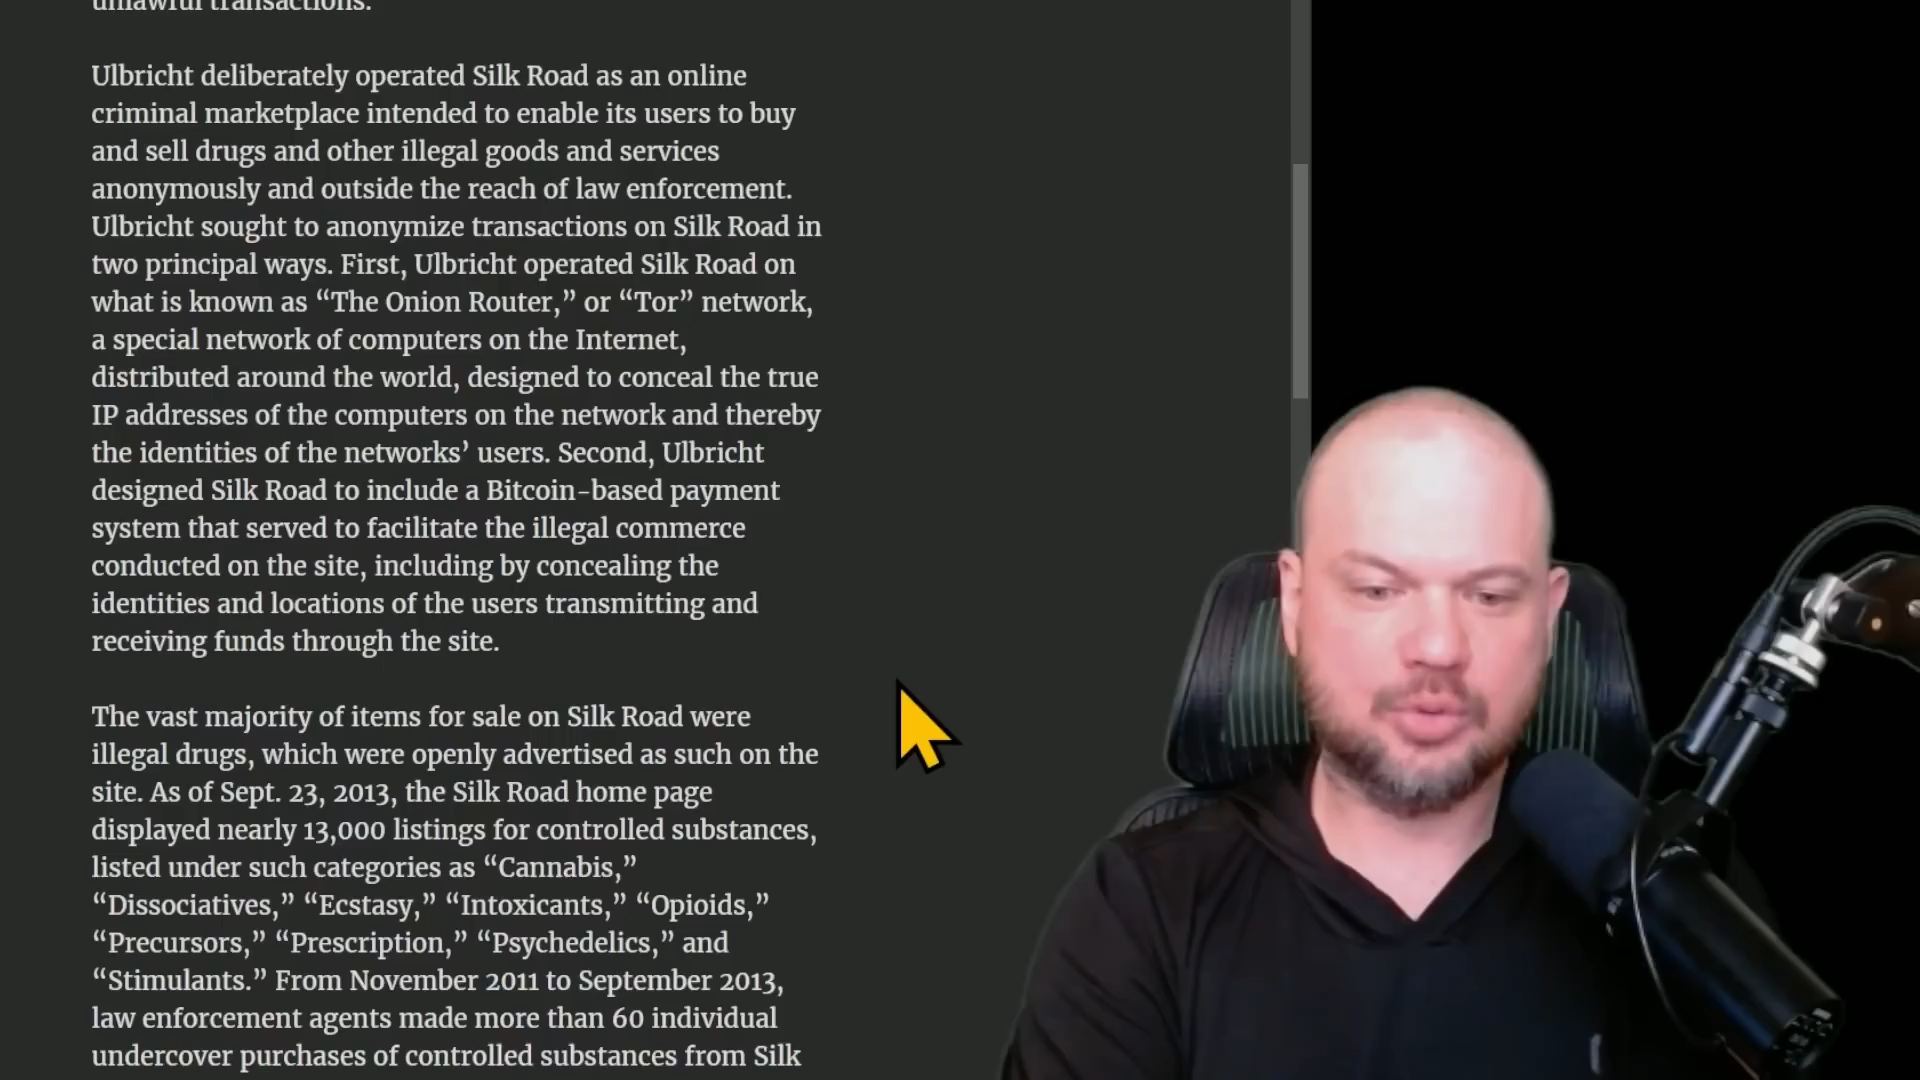 unlawful transactions.
Ulbricht deliberately operated Silk Road as an online
criminal marketplace intended to enable its users to buy
and sell drugs and other illegal goods and services
anonymously and outside the reach of law enforcement.
Ulbricht sought to anonymize transactions on Silk Road in
two principal ways. First, Ulbricht operated Silk Road on
what is known as “The Onion Router,” or “Tor” network,
a special network of computers on the Internet,
distributed around the world, designed to conceal the true
IP addresses of the computers on the network and thereby
the identities of the networks’ users. Second, Ulbricht
designed Silk Road to include a Bitcoin-based payment
system that served to facilitate the illegal commerce
conducted on the site, including by concealing the
identities and locations of the users transmitting and
receiving funds through the site.
The vast majority of items for sale on Silk Road were
illegal drugs, which were openly advertised as such on the
site. As of Sept. 23, 2013, the Silk Road home page
displayed nearly 13,000 listings for controlled substances,
listed under such categories as “Cannabis,”
“Dissociatives,” “Ecstasy,” “Intoxicants,” “Opioids,”
“Precursors,” “Prescription,” “Psychedelics,” and
“Stimulants.” From November 2011 to September 2013,
law enforcement agents made more than 60 individual
undercover purchases of controlled substances from Silk